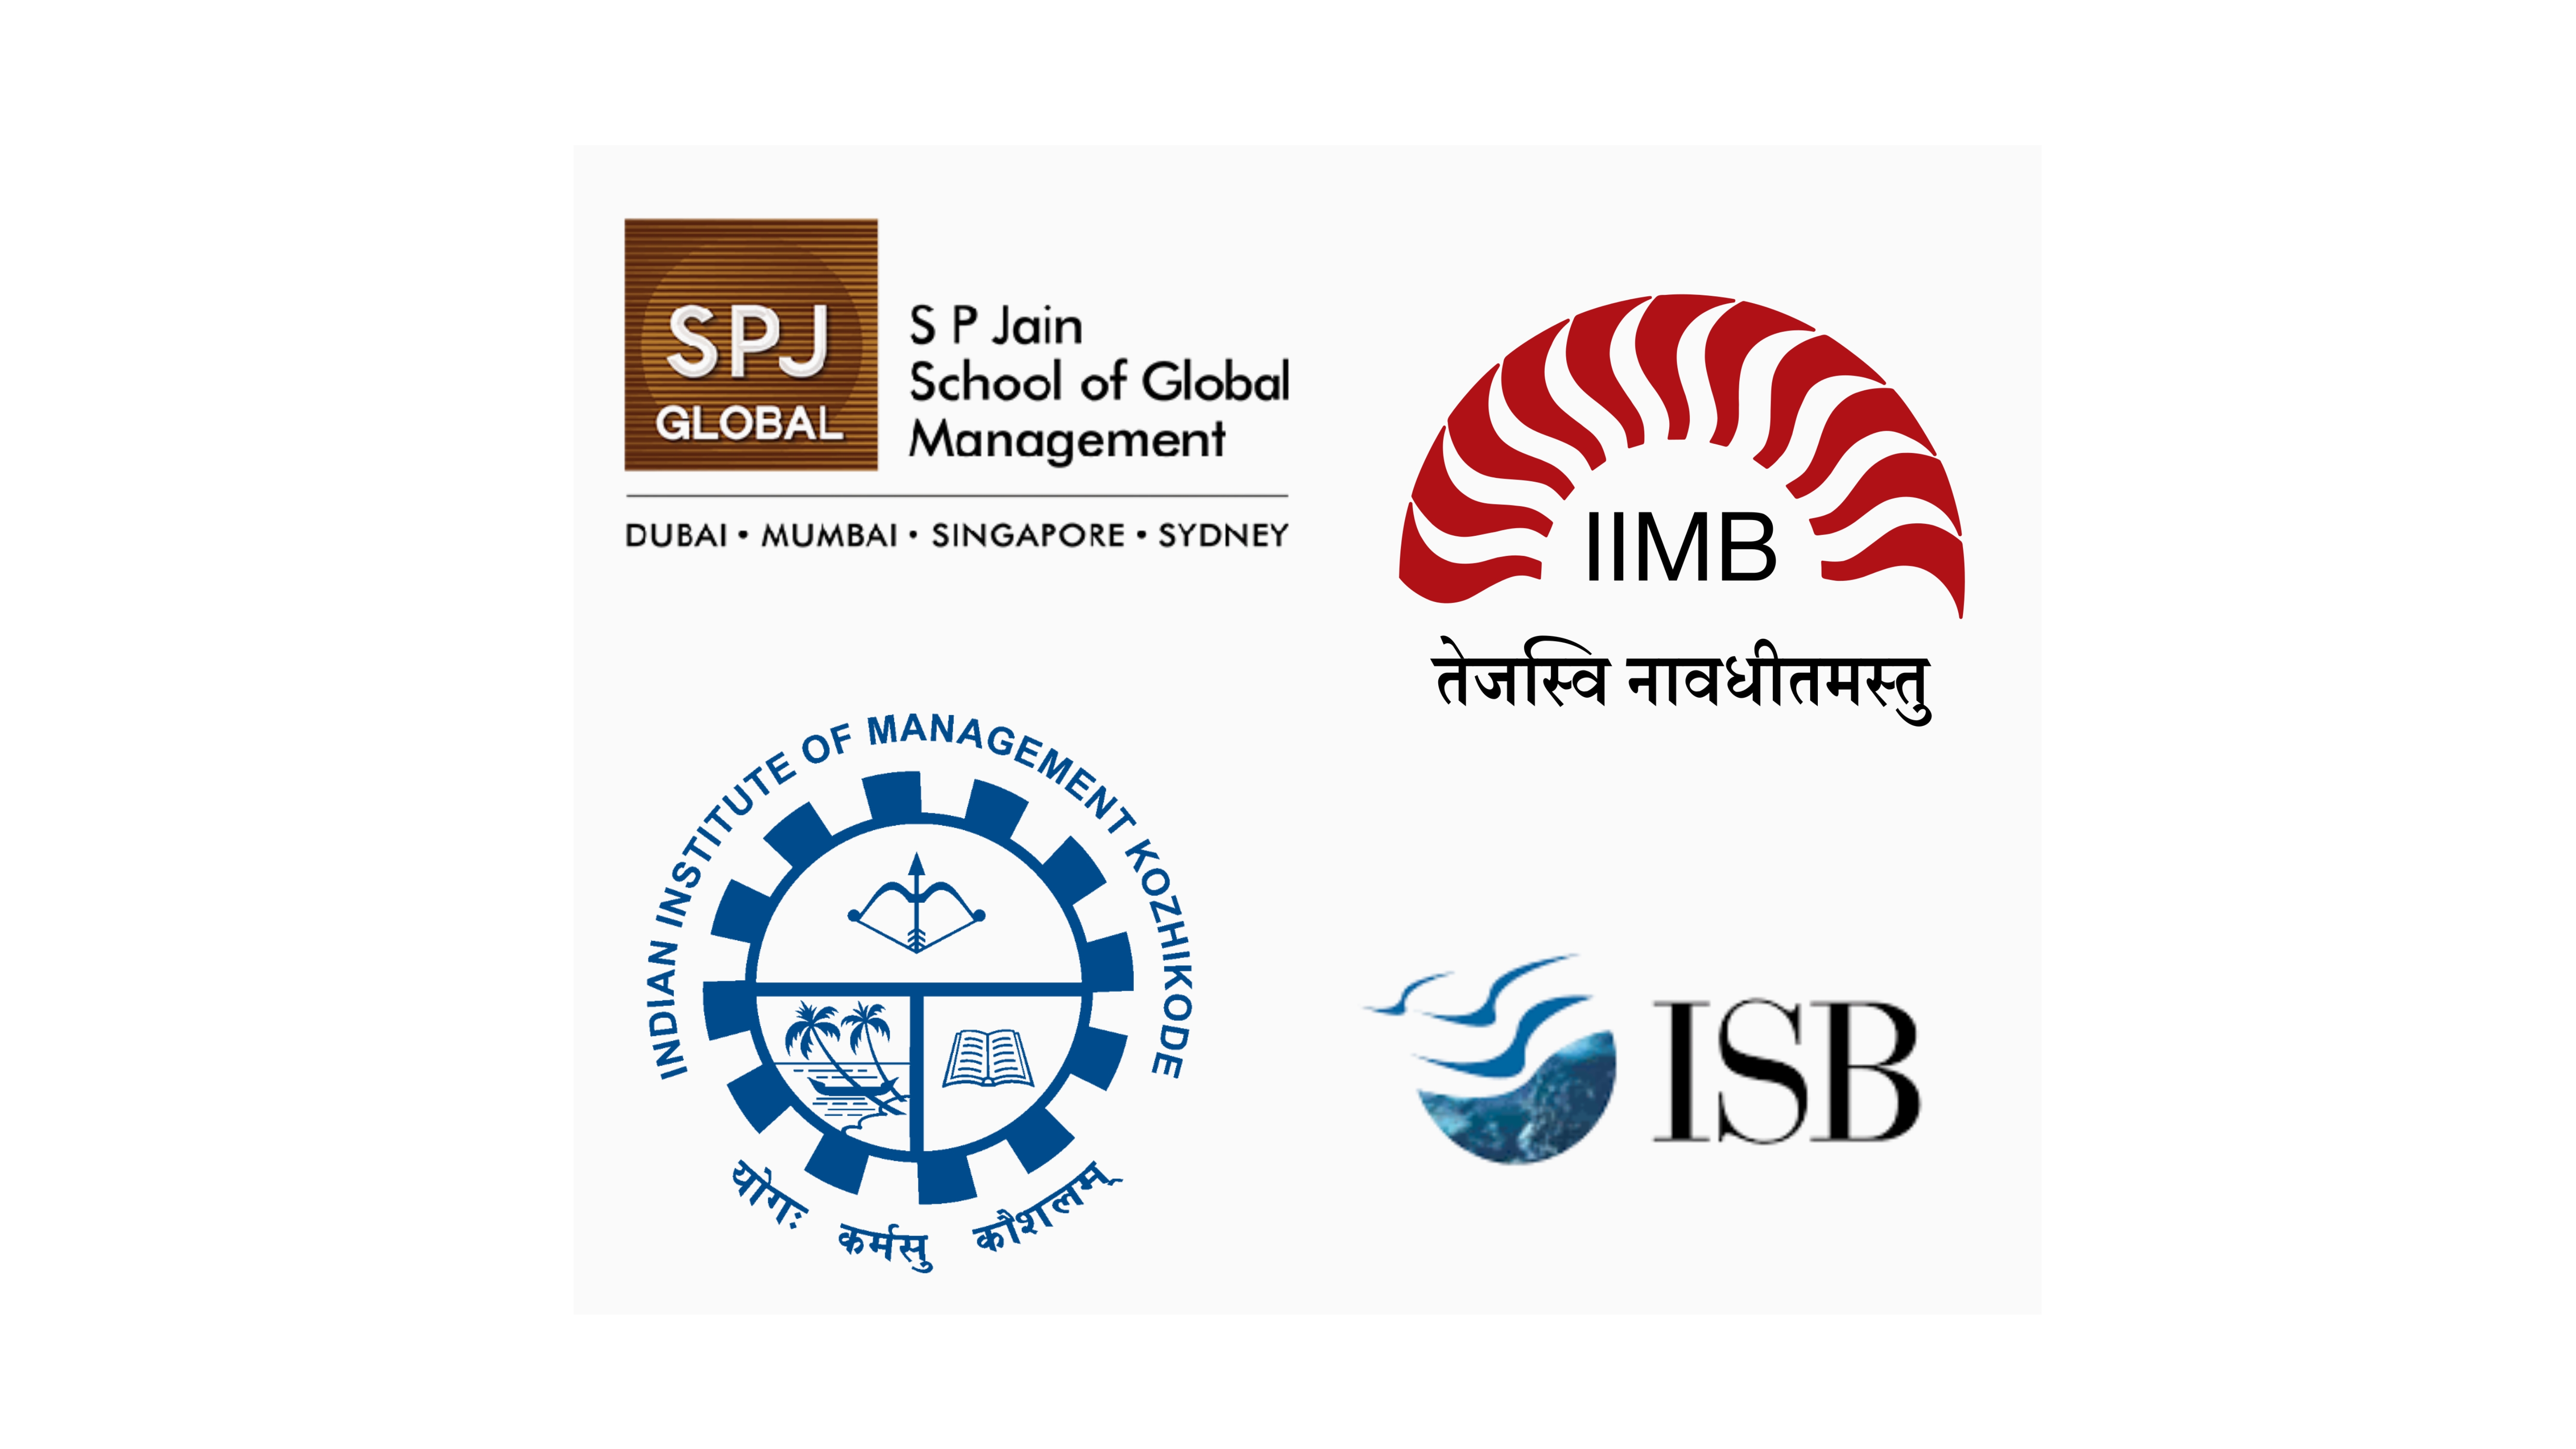 SPJ
GLOBAL
S P Jain
School of Global
Management
DUBAI • MUMBAI • SINGAPORE • SYDNEY
IIMB
तेजस्वि नावधीतमस्तु
INDIAN INSTITUTE OF MANAGEMENT KOZHIKODE
योगः कर्मसु कौशलम्
ISB